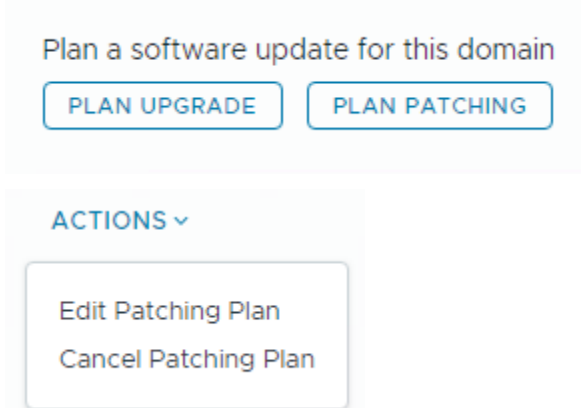 Plan a software update for this domain
PLAN UPGRADE PLAN PATCHING
ACTIONS
Edit Patching Plan
Cancel Patching Plan